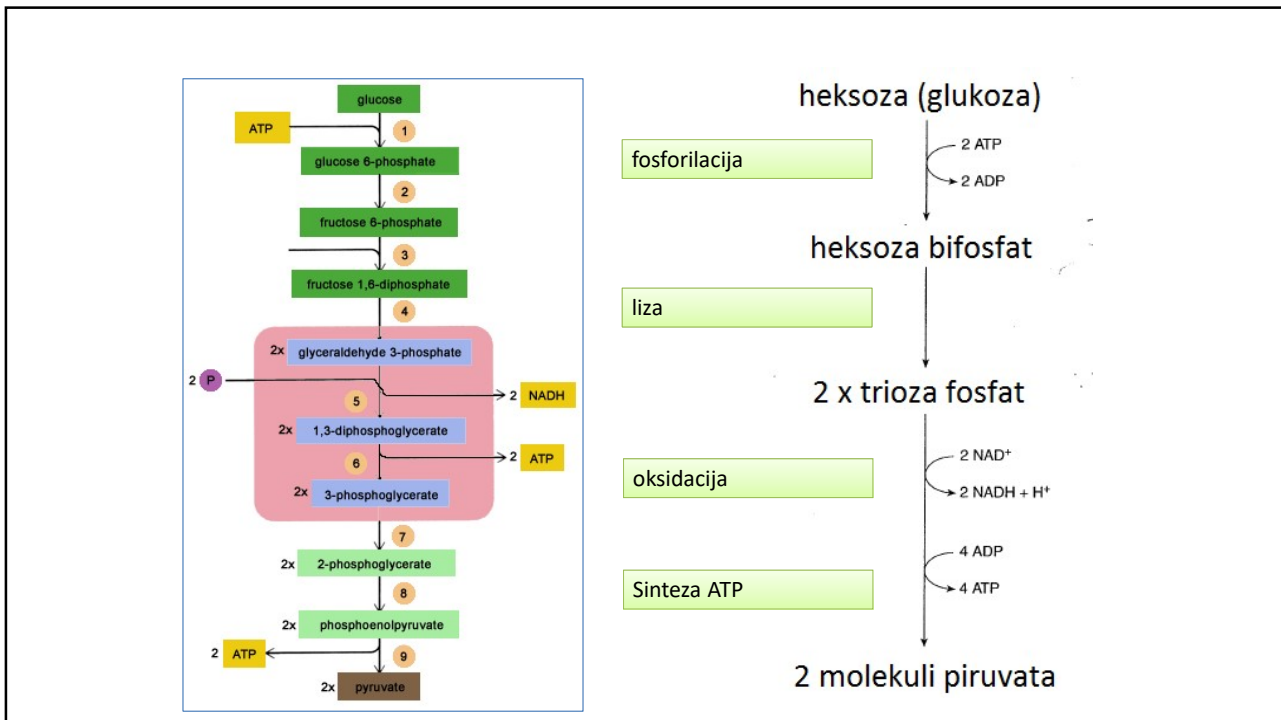 glucose
ATP
1
glucose 6-phosphate
2
fructose 6-phosphate
3
fructose 1,6-diphosphate
4
2x glyceraldehyde 3-phosphate
2 P
2 NADH
5
2x 1,3-diphosphoglycerate
2 ATP
6
2x 3-phosphoglycerate
7
2x 2-phosphoglycerate
8
2x phosphoenolpyruvate
2 ATP
9
2x pyruvate
heksoza (glukoza)
fosforilacija
2 ATP
2 ADP
heksoza bifosfat
liza
2 x trioza fosfat
oksidacija
2 NAD⁺
2 NADH + H⁺
4 ADP
Sinteza ATP
4 ATP
2 molekuli piruvata